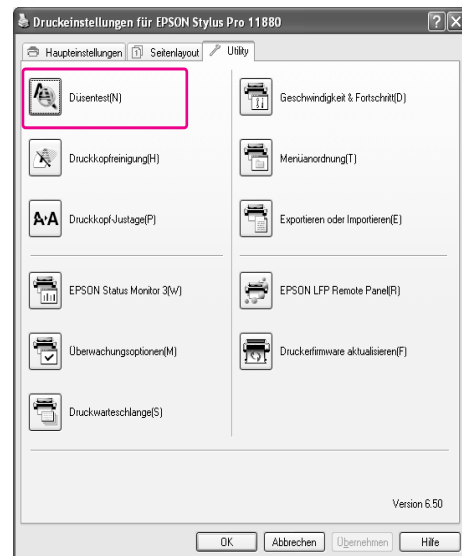 Druckeinstellungen für EPSON Stylus Pro 11880
Haupteinstellungen
Seitenlayout
Utility
Düsentest(N)
Geschwindigkeit & Fortschritt(D)
Druckkopfreinigung(H)
Menüanordnung(T)
A·A
Druckkopf-Justage(P)
Exportieren oder Importieren(E)
EPSON Status Monitor 3(W)
EPSON LFP Remote Panel(R)
Überwachungsoptionen(M)
Druckerfirmware aktualisieren(F)
Druckwarteschlange(S)
Version 6.50
OK
Abbrechen
Übernehmen
Hilfe